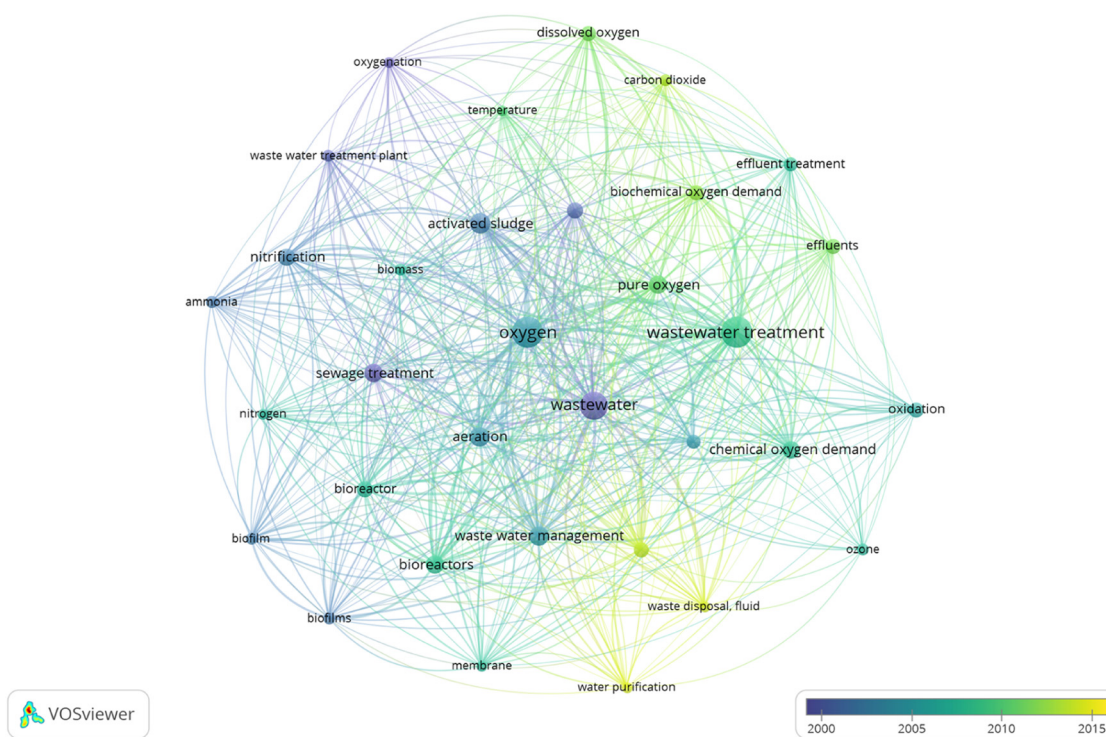 dissolved oxygen
oxygenation
carbon dioxide
temperature
waste water treatment plant
effluent treatment
biochemical oxygen demand
activated sludge
effluents
nitrification
biomass
pure oxygen
ammonia
oxygen
wastewater treatment
sewage treatment
wastewater
nitrogen
oxidation
aeration
chemical oxygen demand
bioreactor
waste water management
biofilm
ozone
bioreactors
waste disposal, fluid
biofilms
membrane
water purification
VOSviewer
2000 2005 2010 2015